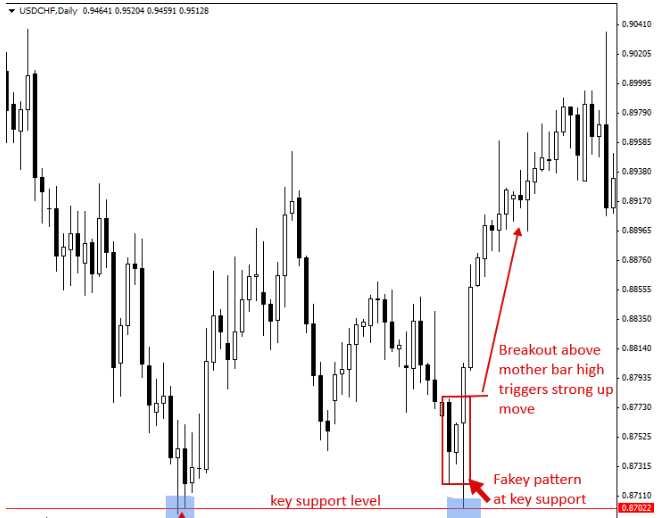 USDCHF,Daily 0.94641 0.95204 0.94591 0.95128
0.90410
0.90205
0.89995
0.89790
0.89585
0.89380
0.89170
0.88965
0.88760
0.88555
0.88350
0.88140
0.87935
0.87730
0.87525
0.87315
0.87110
0.87022
Breakout above
mother bar high
triggers strong up
move
Fakey pattern
at key support
key support level